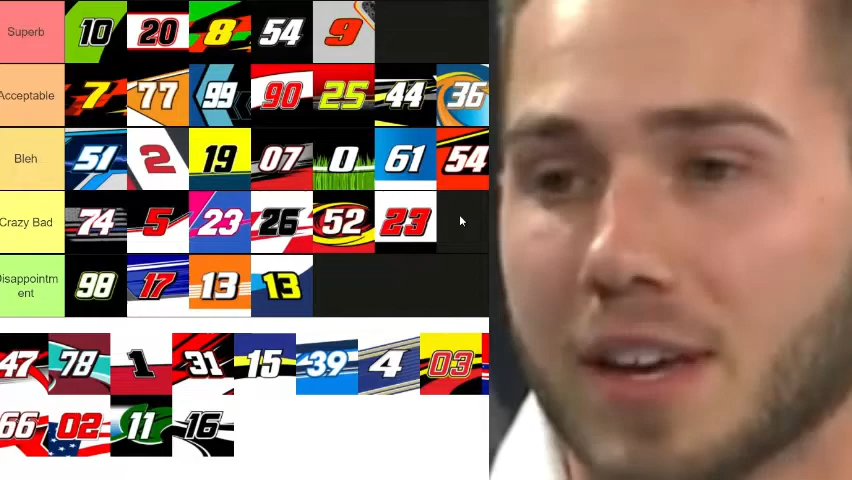 Superb 10 20 8 54 9
Acceptable 7 77 99 90 25 44 36
Bleh 51 2 19 07 0 61 54
Crazy Bad 74 5 23 26 52 23
Disappointm
ent 98 17 13 13
47 78 1 31 15 39 4 03
66 02 11 16